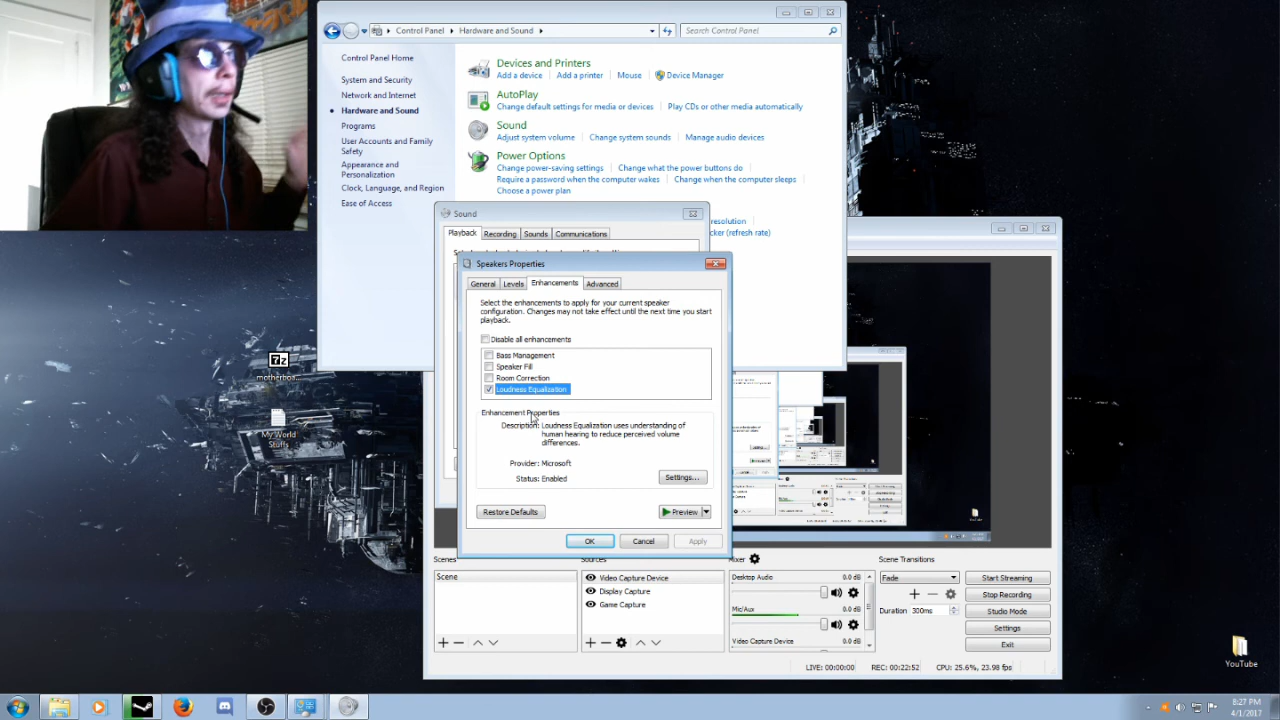 Control Panel
Hardware and Sound
Search Control Panel
Control Panel Home
System and Security
Network and Internet
Hardware and Sound
Programs
User Accounts and Family
Safety
Appearance and
Personalization
Clock, Language, and Region
Ease of Access
Devices and Printers
Add a device
Add a printer
Mouse
Device Manager
AutoPlay
Change default settings for media or devices
Play CDs or other media automatically
Sound
Adjust system volume
Change system sounds
Manage audio devices
Power Options
Change power-saving settings
Change what the power buttons do
Require a password when the computer wakes
Change when the computer sleeps
Choose a power plan
resolution
(refresh rate)
Sound
Playback
Recording
Sounds
Communications
Speakers Properties
General
Levels
Enhancements
Advanced
Select the enhancements to apply for your current speaker
configuration. Changes may not take effect until the next time you start
playback.
Disable all enhancements
Bass Management
Speaker Fill
Room Correction
Loudness Equalization
Enhancement Properties
Description: Loudness Equalization uses understanding of
human hearing to reduce perceived volume
differences.
Provider: Microsoft
Status: Enabled
Settings...
Restore Defaults
Preview
OK
Cancel
Apply
7z
motherboa...
My World
Stuffs
Scenes
Scene
Sources
Video Capture Device
Display Capture
Game Capture
Mixer
Desktop Audio
0.0 dB
Mic/Aux
0.0 dB
Video Capture Device
0.0 dB
Scene Transitions
Fade
Duration
300ms
Start Streaming
Stop Recording
Studio Mode
Settings
Exit
LIVE: 00:00:00
REC: 00:22:52
CPU: 25.6%, 23.98 fps
YouTube
8:27 PM
4/1/2017